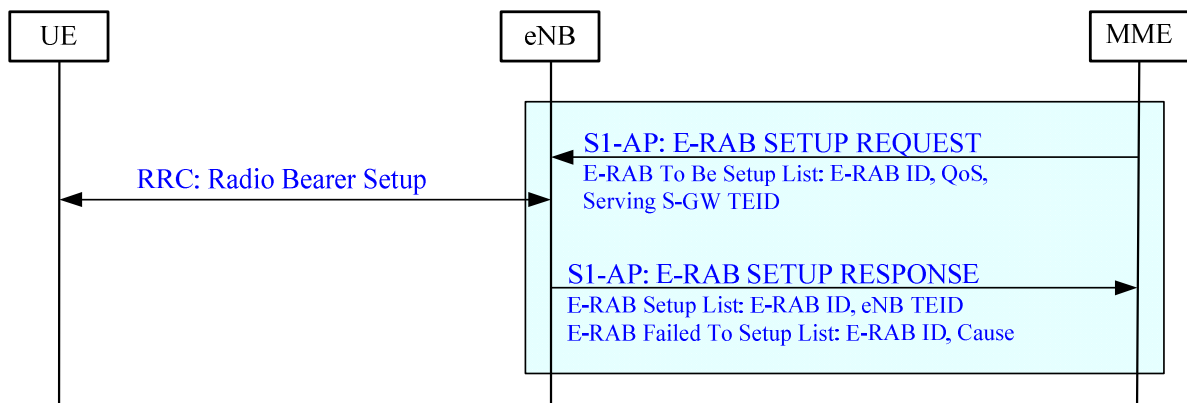 UE
eNB
MME
S1-AP: E-RAB SETUP REQUEST
E-RAB To Be Setup List: E-RAB ID, QoS,
Serving S-GW TEID
RRC: Radio Bearer Setup
S1-AP: E-RAB SETUP RESPONSE
E-RAB Setup List: E-RAB ID, eNB TEID
E-RAB Failed To Setup List: E-RAB ID, Cause